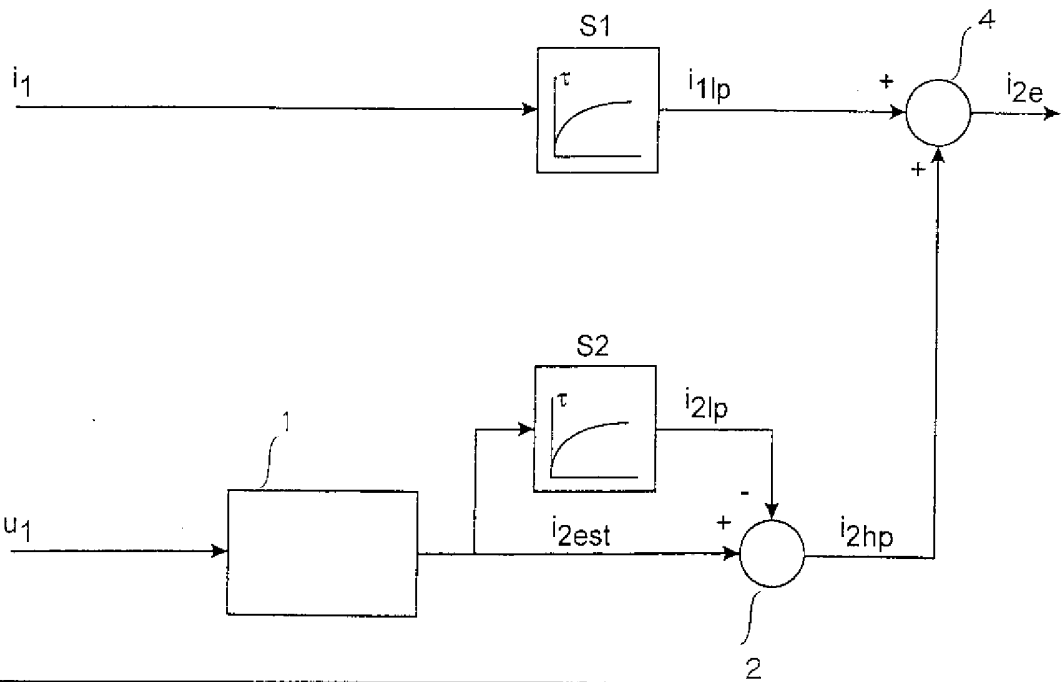 S1
4
i1
τ
i1lp
+
i2e
+
S2
τ
i2lp
1
-
u1
i2est
+
i2hp
2